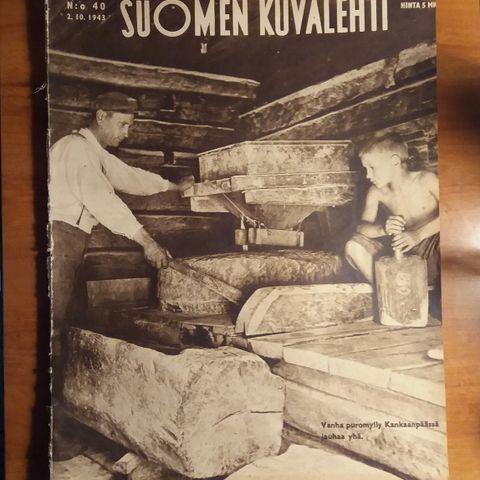 N:o 40
2. 10. 1943
SUOMEN KUVALEHTI
HINTA 5 MK
Vanha puromylly Kankaanpäässä
jauhaa yhä.